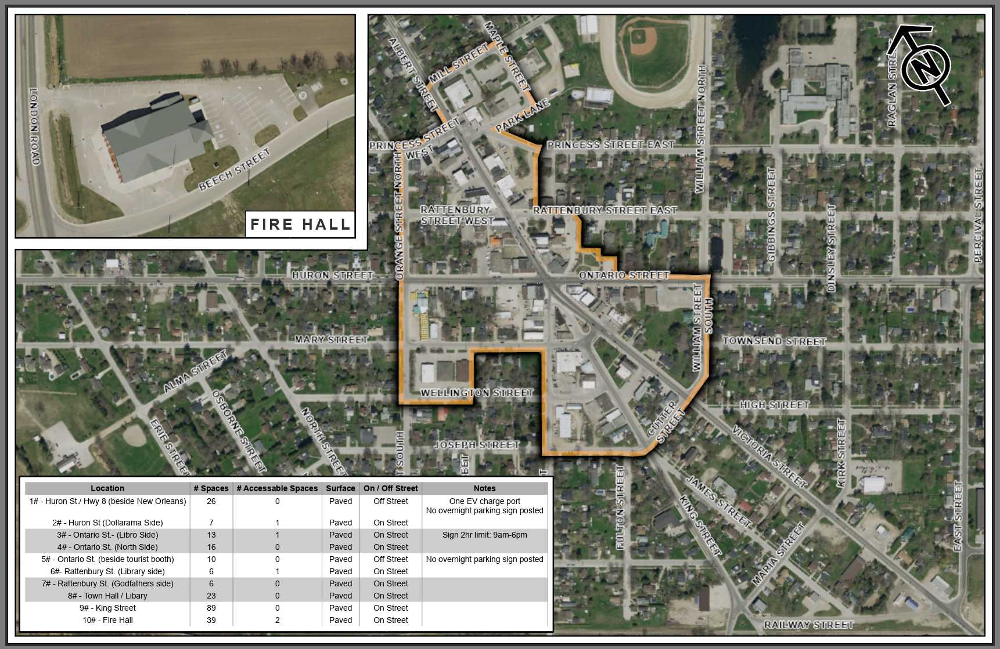 LONDON ROAD
BEECH STREET
FIRE HALL
ALBERT STREET
MAPLE STREET
MILL STREET
PARK LANE
PRINCESS STREET
WEST
PRINCESS STREET EAST
WILLIAM STREET NORTH
RAGLAN STREET
N
ORANGE STREET NORTH
RATTENBURY
STREET WEST
RATTENBURY STREET EAST
GIBBINGS STREET
DINSLEY STREET
PERCIVAL STREET
HURON STREET
ONTARIO STREET
WILLIAM STREET
SOUTH
MARY STREET
TOWNSEND STREET
ALMA STREET
OSBORNE STREET
ERIE STREET
NORTH STREET
WELLINGTON STREET
HIGH STREET
CUTTER
STREET
VICTORIA STREET
KIRK STREET
JOSEPH STREET
T SOUTH
REET
ET
FULTON STREET
JAMES STREET
KING STREET
MARIA STREET
EAST STREET
RAILWAY STREET
Location # Spaces # Accessable Spaces Surface On / Off Street Notes
1# - Huron St./ Hwy 8 (beside New Orleans) 26 0 Paved Off Street One EV charge port
No overnight parking sign posted
2# - Huron St (Dollarama Side) 7 1 Paved On Street
3# - Ontario St.- (Libro Side) 13 1 Paved On Street Sign 2hr limit: 9am-6pm
4# - Ontario St. (North Side) 16 0 Paved On Street
5# - Ontario St. (beside tourist booth) 10 0 Paved Off Street No overnight parking sign posted
6#- Rattenbury St. (Library side) 6 1 Paved On Street
7# - Rattenbury St. (Godfathers side) 6 0 Paved On Street
8# - Town Hall / Libary 23 0 Paved On Street
9# - King Street 89 0 Paved On Street
10# - Fire Hall 39 2 Paved On Street